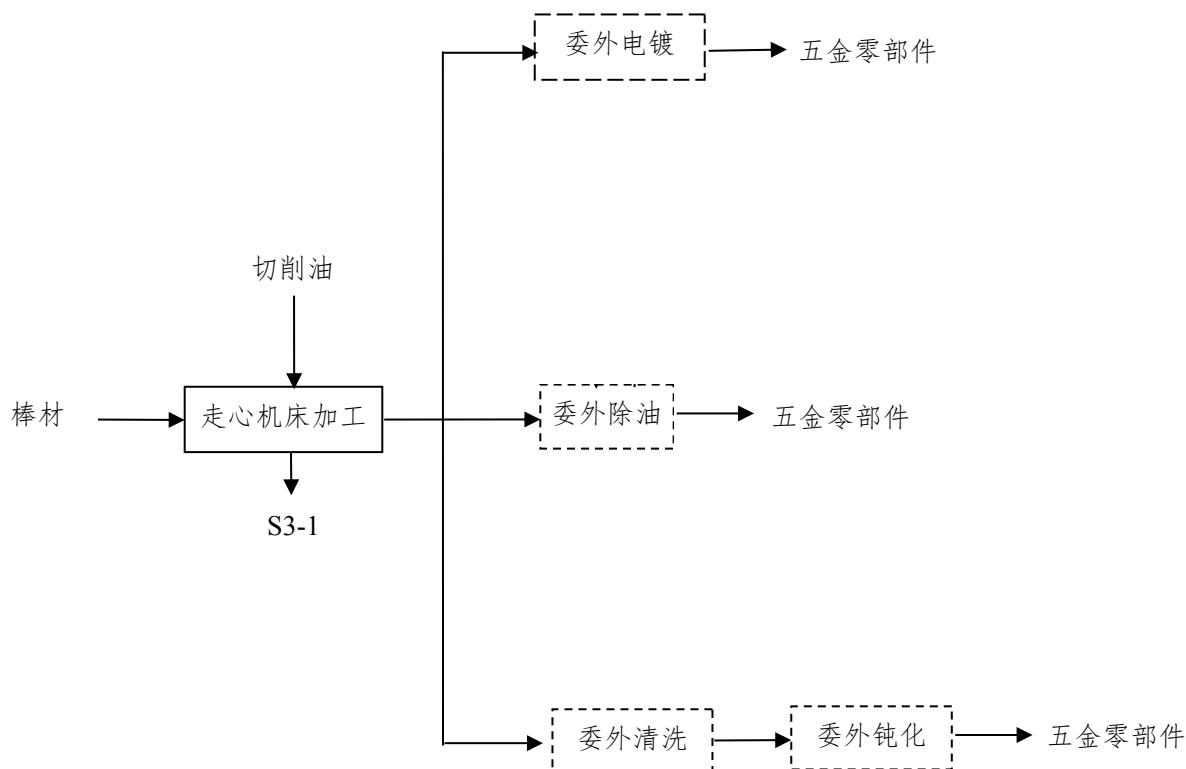 委外电镀
五金零部件
切削油
棒材
走心机床加工
委外除油
五金零部件
S3-1
委外清洗
委外钝化
五金零部件